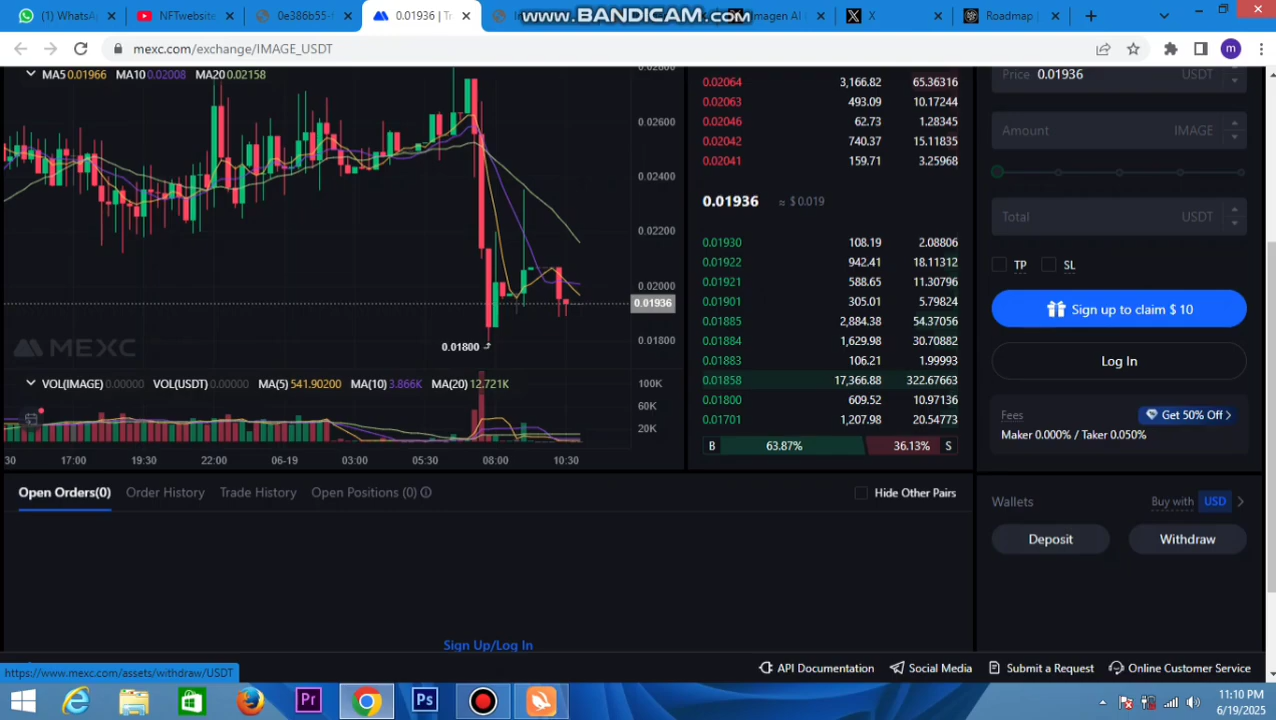 (1) WhatsA
NFTwebsite
0e386b55-
0.01936 | Tr
Im
www.BANDICAM.com
magen AI
X
Roadmap |
mexc.com/exchange/IMAGE_USDT
m
MA5 0.01966 MA10 0.02008 MA20 0.02158
0.02800
0.02600
0.02400
0.02200
0.02000
0.01936
0.01800
0.01800
MEXC
VOL(IMAGE) 0.00000 VOL(USDT) 0.00000 MA(5) 541.90200 MA(10) 3.866K MA(20) 12.721K
100K
60K
20K
30 17:00 19:30 22:00 06-19 03:00 05:30 08:00 10:30
0.02064 3,166.82 65.36316
0.02063 493.09 10.17244
0.02046 62.73 1.28345
0.02042 740.37 15.11835
0.02041 159.71 3.25968
0.01936 ≈ $ 0.019
0.01930 108.19 2.08806
0.01922 942.41 18.11312
0.01921 588.65 11.30796
0.01901 305.01 5.79824
0.01885 2,884.38 54.37056
0.01884 1,629.98 30.70882
0.01883 106.21 1.99993
0.01858 17,366.88 322.67663
0.01800 609.52 10.97136
0.01701 1,207.98 20.54773
B 63.87% 36.13% S
Price 0.01936 USDT
Amount IMAGE
Total USDT
TP SL
Sign up to claim $ 10
Log In
Fees Get 50% Off
Maker 0.000% / Taker 0.050%
Open Orders(0) Order History Trade History Open Positions (0)
Hide Other Pairs
Wallets Buy with USD
Deposit Withdraw
Sign Up/Log In
https://www.mexc.com/assets/withdraw/USDT
API Documentation Social Media Submit a Request Online Customer Service
Pr
Ps
11:10 PM
6/19/2025